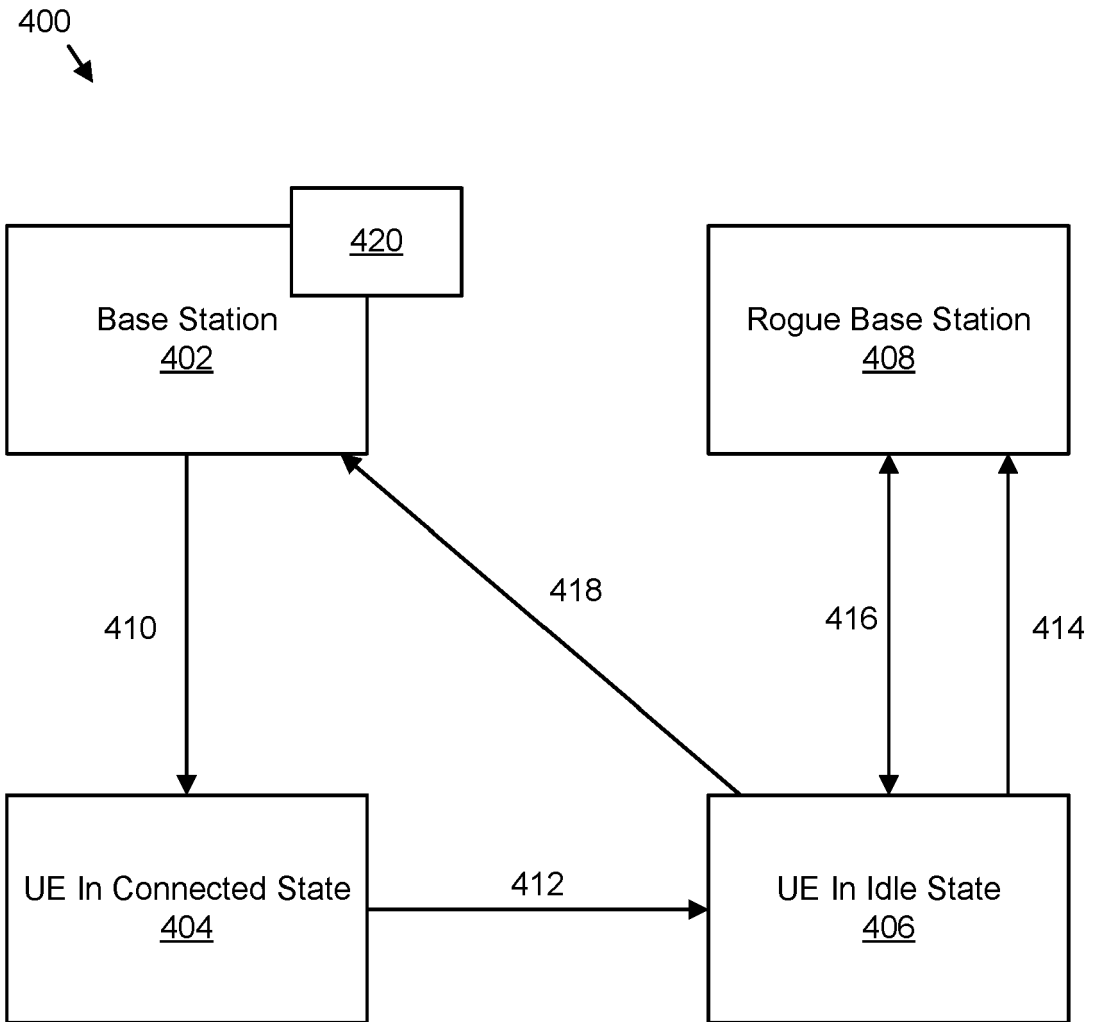 400
420
Base Station
402
Rogue Base Station
408
410
418
416
414
UE In Connected State
404
412
UE In Idle State
406